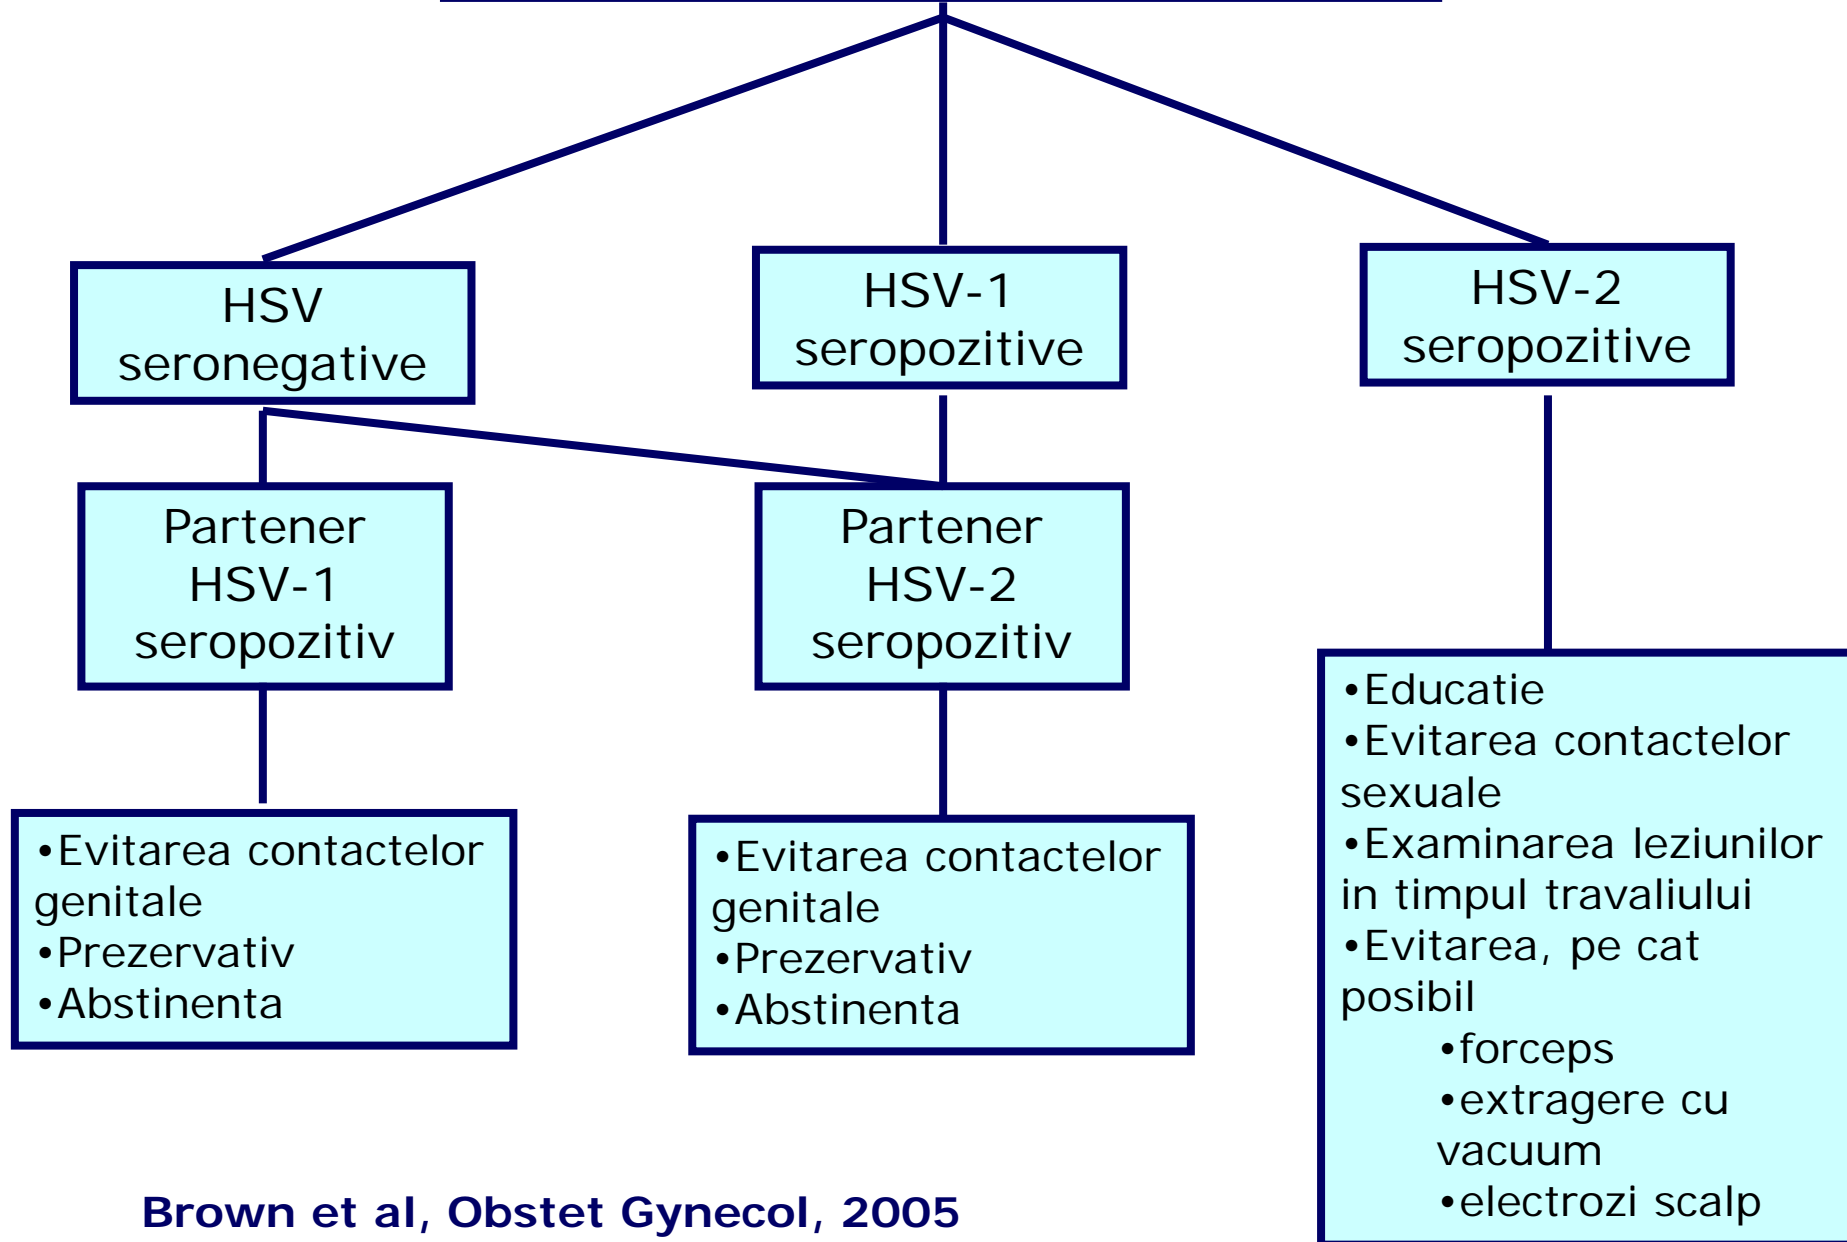 HSV
seronegative
HSV-1
seropozitive
HSV-2
seropozitive
Partener
HSV-1
seropozitiv
Partener
HSV-2
seropozitiv
•Evitarea contactelor
genitale
•Prezervativ
•Abstinenta
•Evitarea contactelor
genitale
•Prezervativ
•Abstinenta
•Educatie
•Evitarea contactelor
sexuale
•Examinarea leziunilor
in timpul travaliului
•Evitarea, pe cat
posibil
•forceps
•extragere cu
vacuum
•electrozi scalp
Brown et al, Obstet Gynecol, 2005